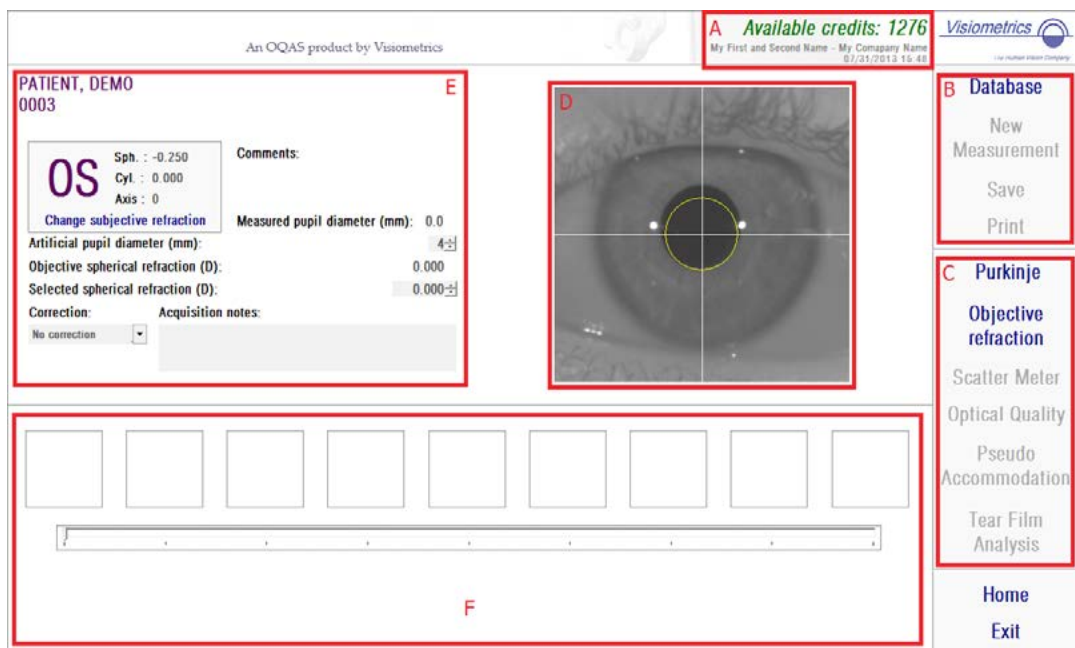 An OQAS product by Visiometrics
A
Available credits: 1276
My First and Second Name - My Comapany Name
07/31/2013 15:48
Visiometrics
The Human Vision Company
PATIENT, DEMO
0003
E
OS
Sph. : -0.250
Cyl. : 0.000
Axis : 0
Change subjective refraction
Comments:
Measured pupil diameter (mm): 0.0
Artificial pupil diameter (mm): 4
Objective spherical refraction (D): 0.000
Selected spherical refraction (D): 0.000
Correction:
Acquisition notes:
No correction
D
B
Database
New
Measurement
Save
Print
C
Purkinje
Objective
refraction
Scatter Meter
Optical Quality
Pseudo
Accommodation
Tear Film
Analysis
Home
Exit
F